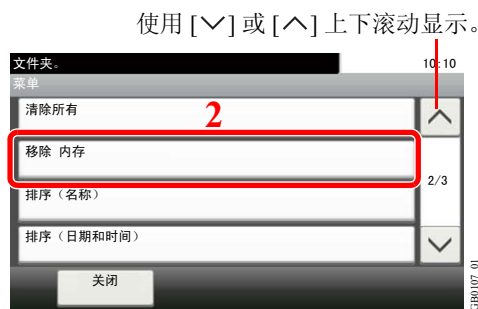 使用 [∨] 或 [∧] 上下滚动显示。
文件夹。 10:10
菜单
清除所有
2
移除 内存
2/3
排序（名称）
排序（日期和时间）
关闭
GB0107_01